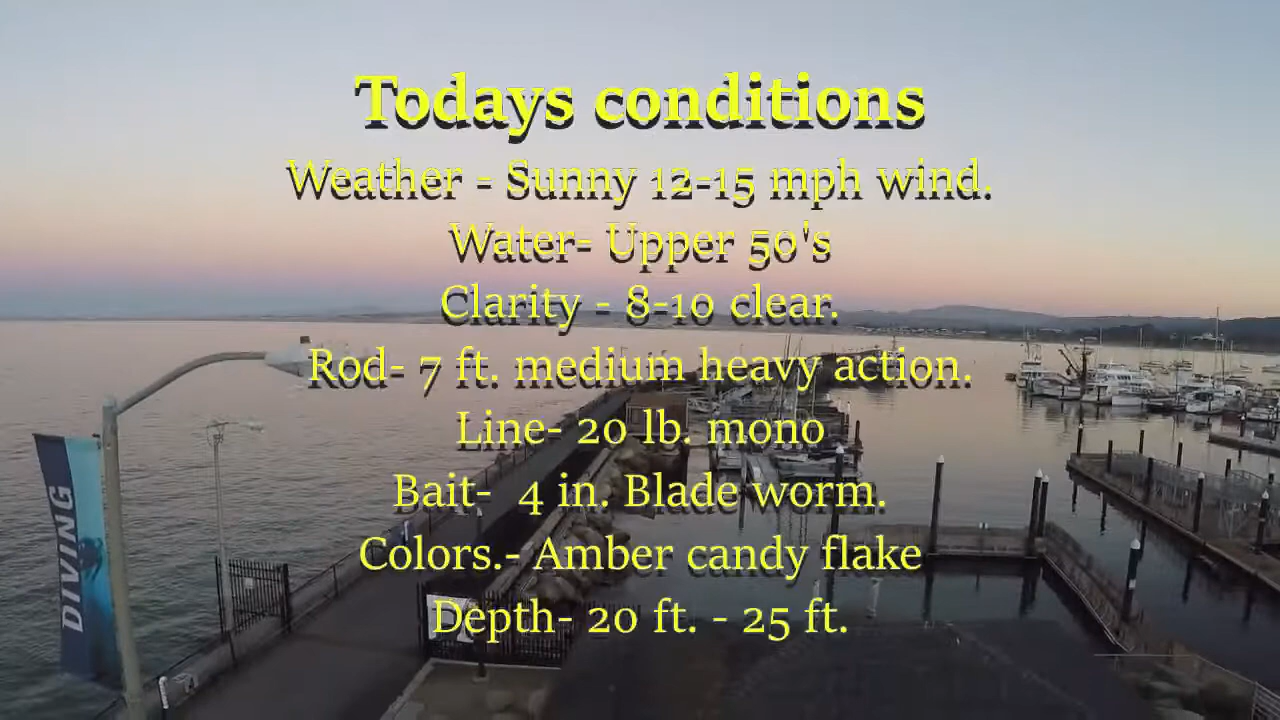 Todays conditions
Weather - Sunny 12-15 mph wind.
Water- Upper 50's
Clarity - 8-10 clear.
Rod- 7 ft. medium heavy action.
Line- 20 lb. mono
Bait- 4 in. Blade worm.
Colors.- Amber candy flake
Depth- 20 ft. - 25 ft.
DIVING